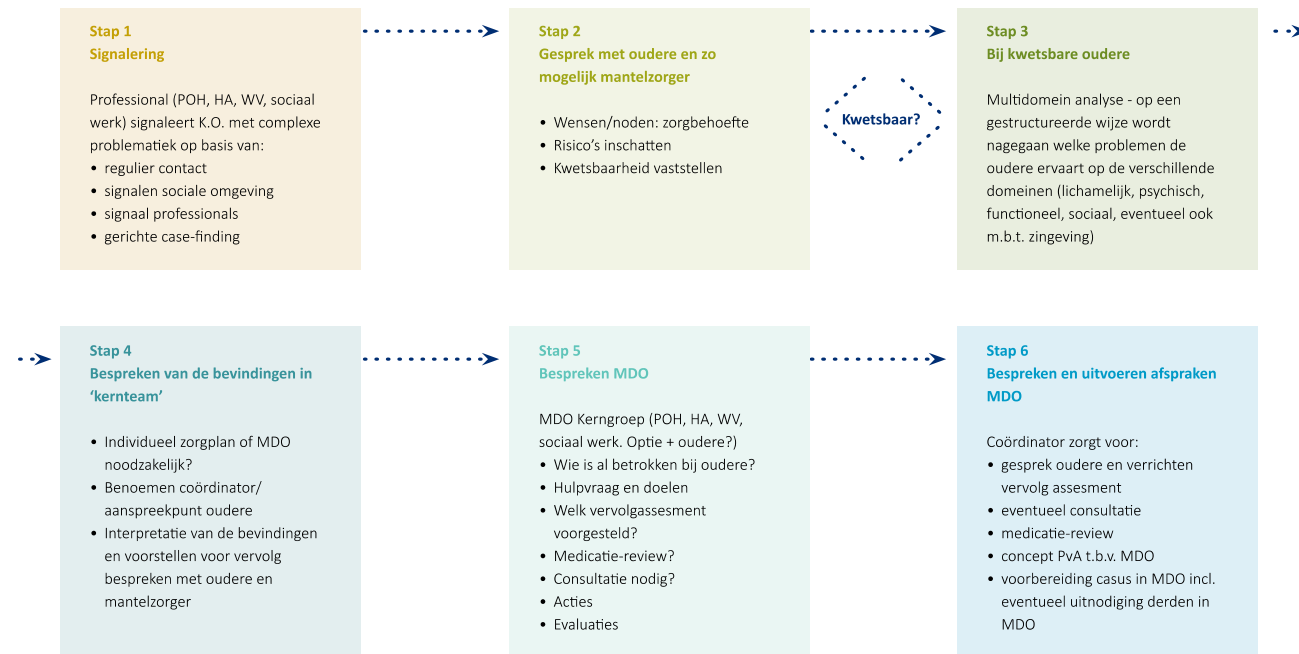 Stap 1
Signalering
Professional (POH, HA, WV, sociaal
werk) signaleert K.O. met complexe
problematiek op basis van:
• regulier contact
• signalen sociale omgeving
• signaal professionals
• gerichte case-finding
Stap 2
Gesprek met oudere en zo
mogelijk mantelzorger
• Wensen/noden: zorgbehoefte
• Risico’s inschatten
• Kwetsbaarheid vaststellen
Kwetsbaar?
Stap 3
Bij kwetsbare oudere
Multidomein analyse - op een
gestructureerde wijze wordt
nagegaan welke problemen de
oudere ervaart op de verschillende
domeinen (lichamelijk, psychisch,
functioneel, sociaal, eventueel ook
m.b.t. zingeving)
Stap 4
Bespreken van de bevindingen in
‘kernteam’
• Individueel zorgplan of MDO
noodzakelijk?
• Benoemen coördinator/
aanspreekpunt oudere
• Interpretatie van de bevindingen
en voorstellen voor vervolg
bespreken met oudere en
mantelzorger
Stap 5
Bespreken MDO
MDO Kerngroep (POH, HA, WV,
sociaal werk. Optie + oudere?)
• Wie is al betrokken bij oudere?
• Hulpvraag en doelen
• Welk vervolgassesment
voorgesteld?
• Medicatie-review?
• Consultatie nodig?
• Acties
• Evaluaties
Stap 6
Bespreken en uitvoeren afspraken
MDO
Coördinator zorgt voor:
• gesprek oudere en verrichten
vervolg assesment
• eventueel consultatie
• medicatie-review
• concept PvA t.b.v. MDO
• voorbereiding casus in MDO incl.
eventueel uitnodiging derden in
MDO